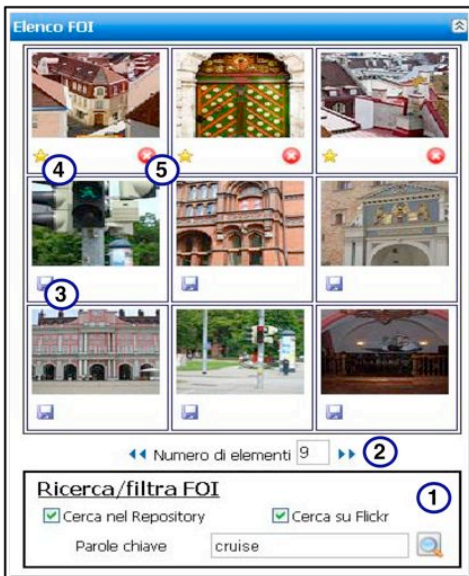 Elenco FOI
4
5
3
Numero di elementi 9
2
Ricerca/filtra FOI
1
Cerca nel Repository
Cerca su Flickr
Parole chiave
cruise